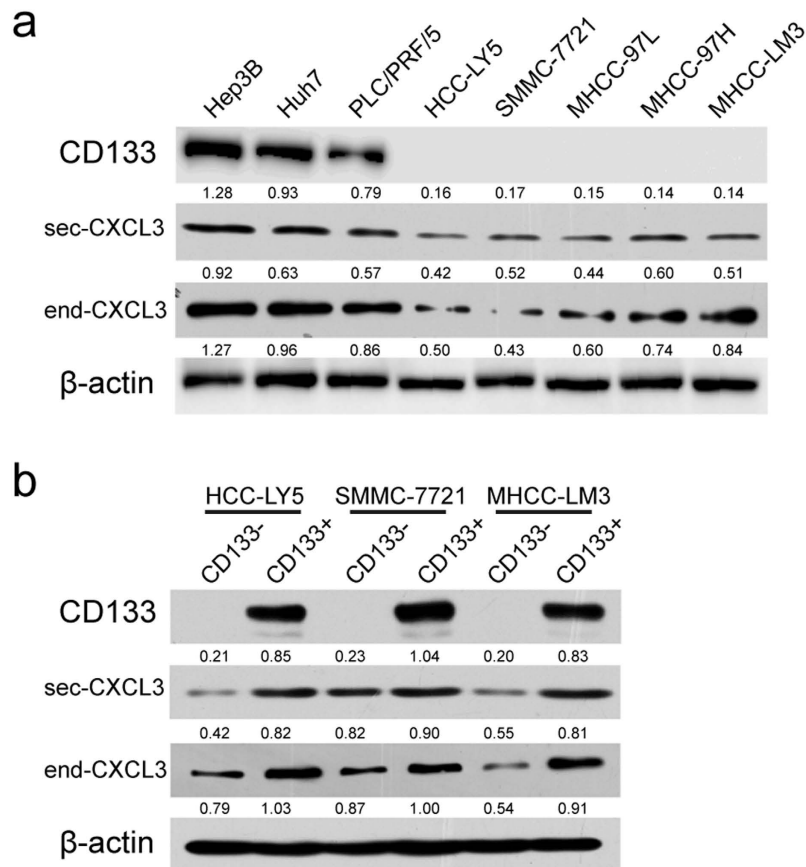 a
Hep3B Huh7 PLC/PRF/5 HCC-LY5 SMMC-7721 MHCC-97L MHCC-97H MHCC-LM3
CD133
1.28 0.93 0.79 0.16 0.17 0.15 0.14 0.14
sec-CXCL3
0.92 0.63 0.57 0.42 0.52 0.44 0.60 0.51
end-CXCL3
1.27 0.96 0.86 0.50 0.43 0.60 0.74 0.84
β-actin
b
HCC-LY5 SMMC-7721 MHCC-LM3
CD133- CD133+ CD133- CD133+ CD133- CD133+
CD133
0.21 0.85 0.23 1.04 0.20 0.83
sec-CXCL3
0.42 0.82 0.82 0.90 0.55 0.81
end-CXCL3
0.79 1.03 0.87 1.00 0.54 0.91
β-actin